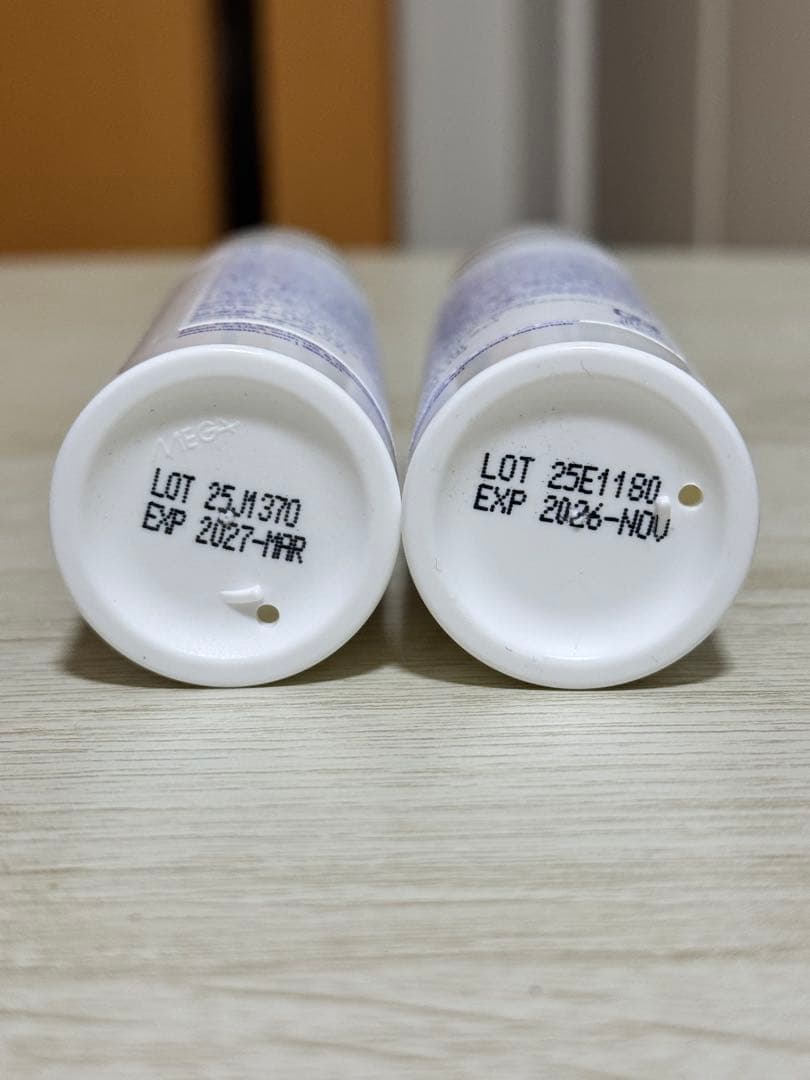 MEGA
LOT 25J1370
EXP 2027-MAR
LOT 25E1180
EXP 2026-NOV